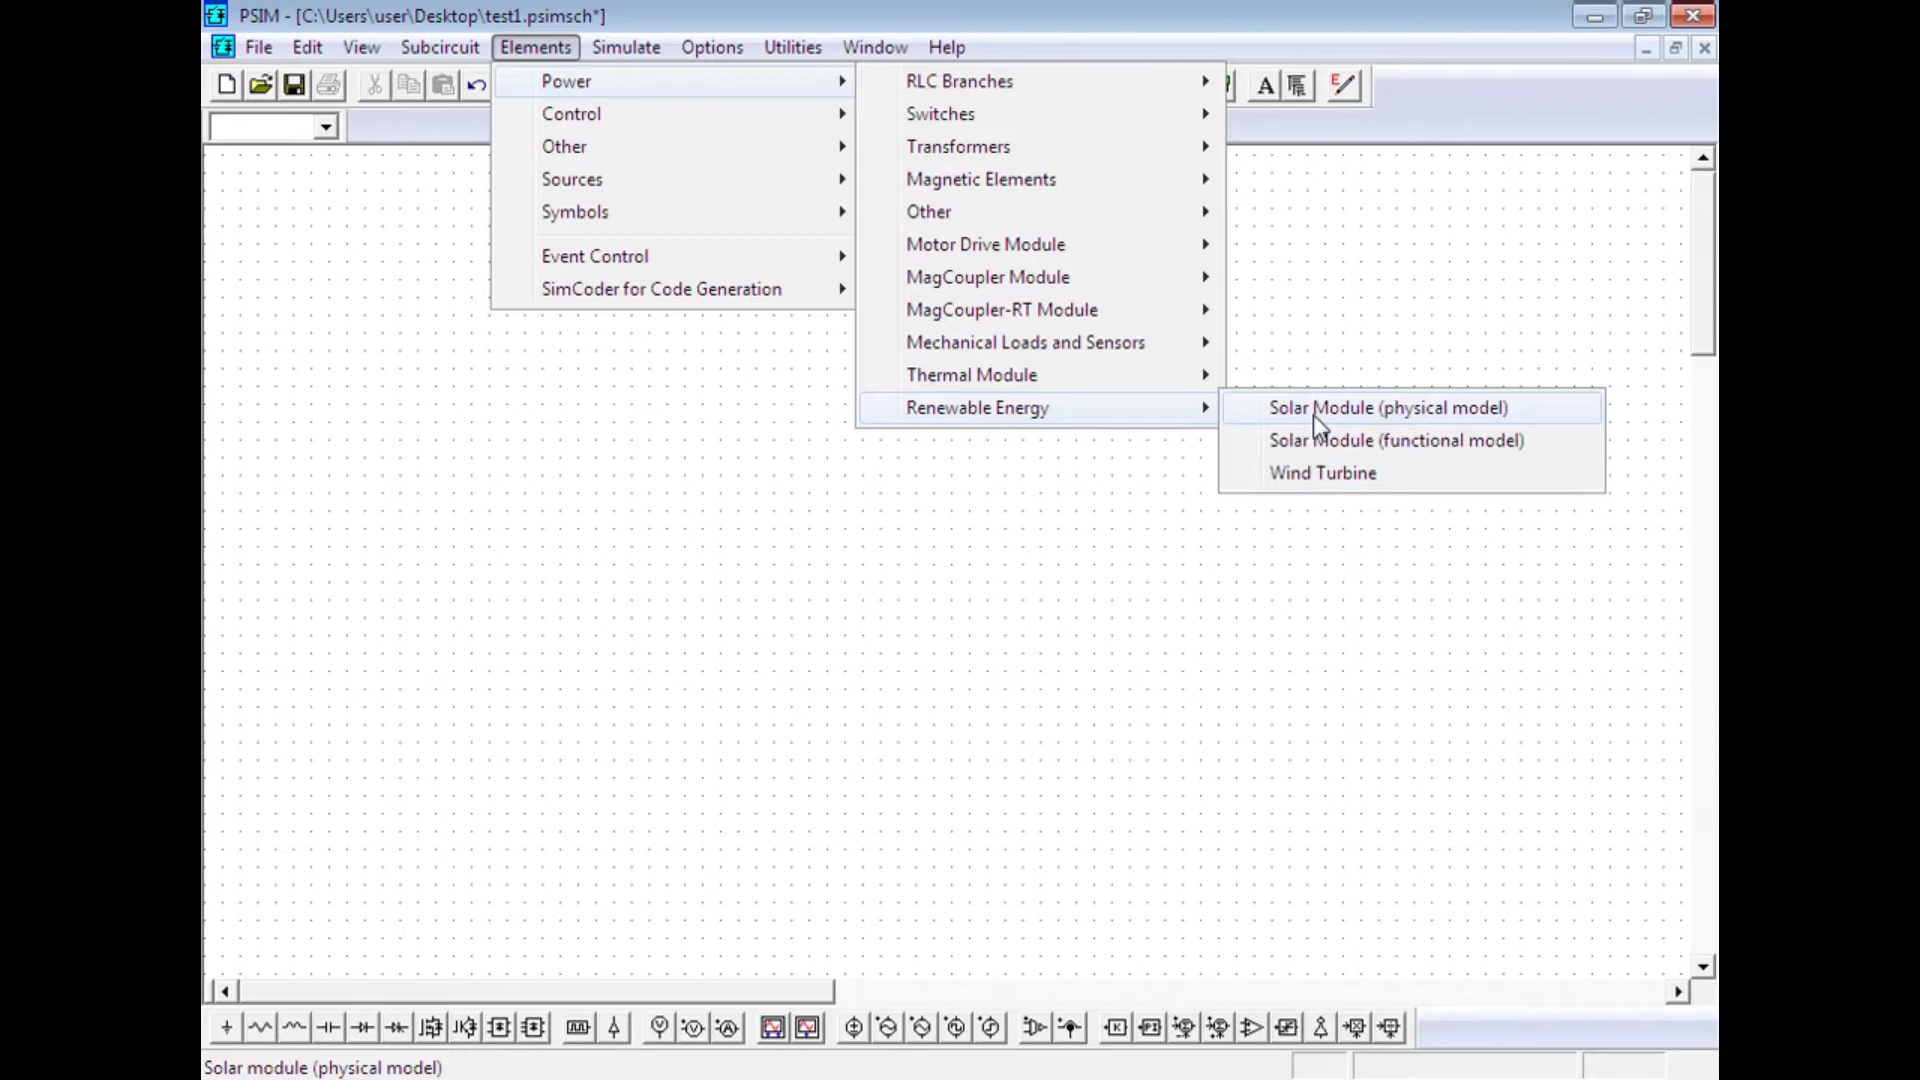 PSIM - [C:\Users\user\Desktop\test1.psimsch*]
File Edit View Subcircuit Elements Simulate Options Utilities Window Help
Power
Control
Other
Sources
Symbols
Event Control
SimCoder for Code Generation
RLC Branches
Switches
Transformers
Magnetic Elements
Other
Motor Drive Module
MagCoupler Module
MagCoupler-RT Module
Mechanical Loads and Sensors
Thermal Module
Renewable Energy
Solar Module (physical model)
Solar Module (functional model)
Wind Turbine
A
E
V V A
K PI
Solar module (physical model)